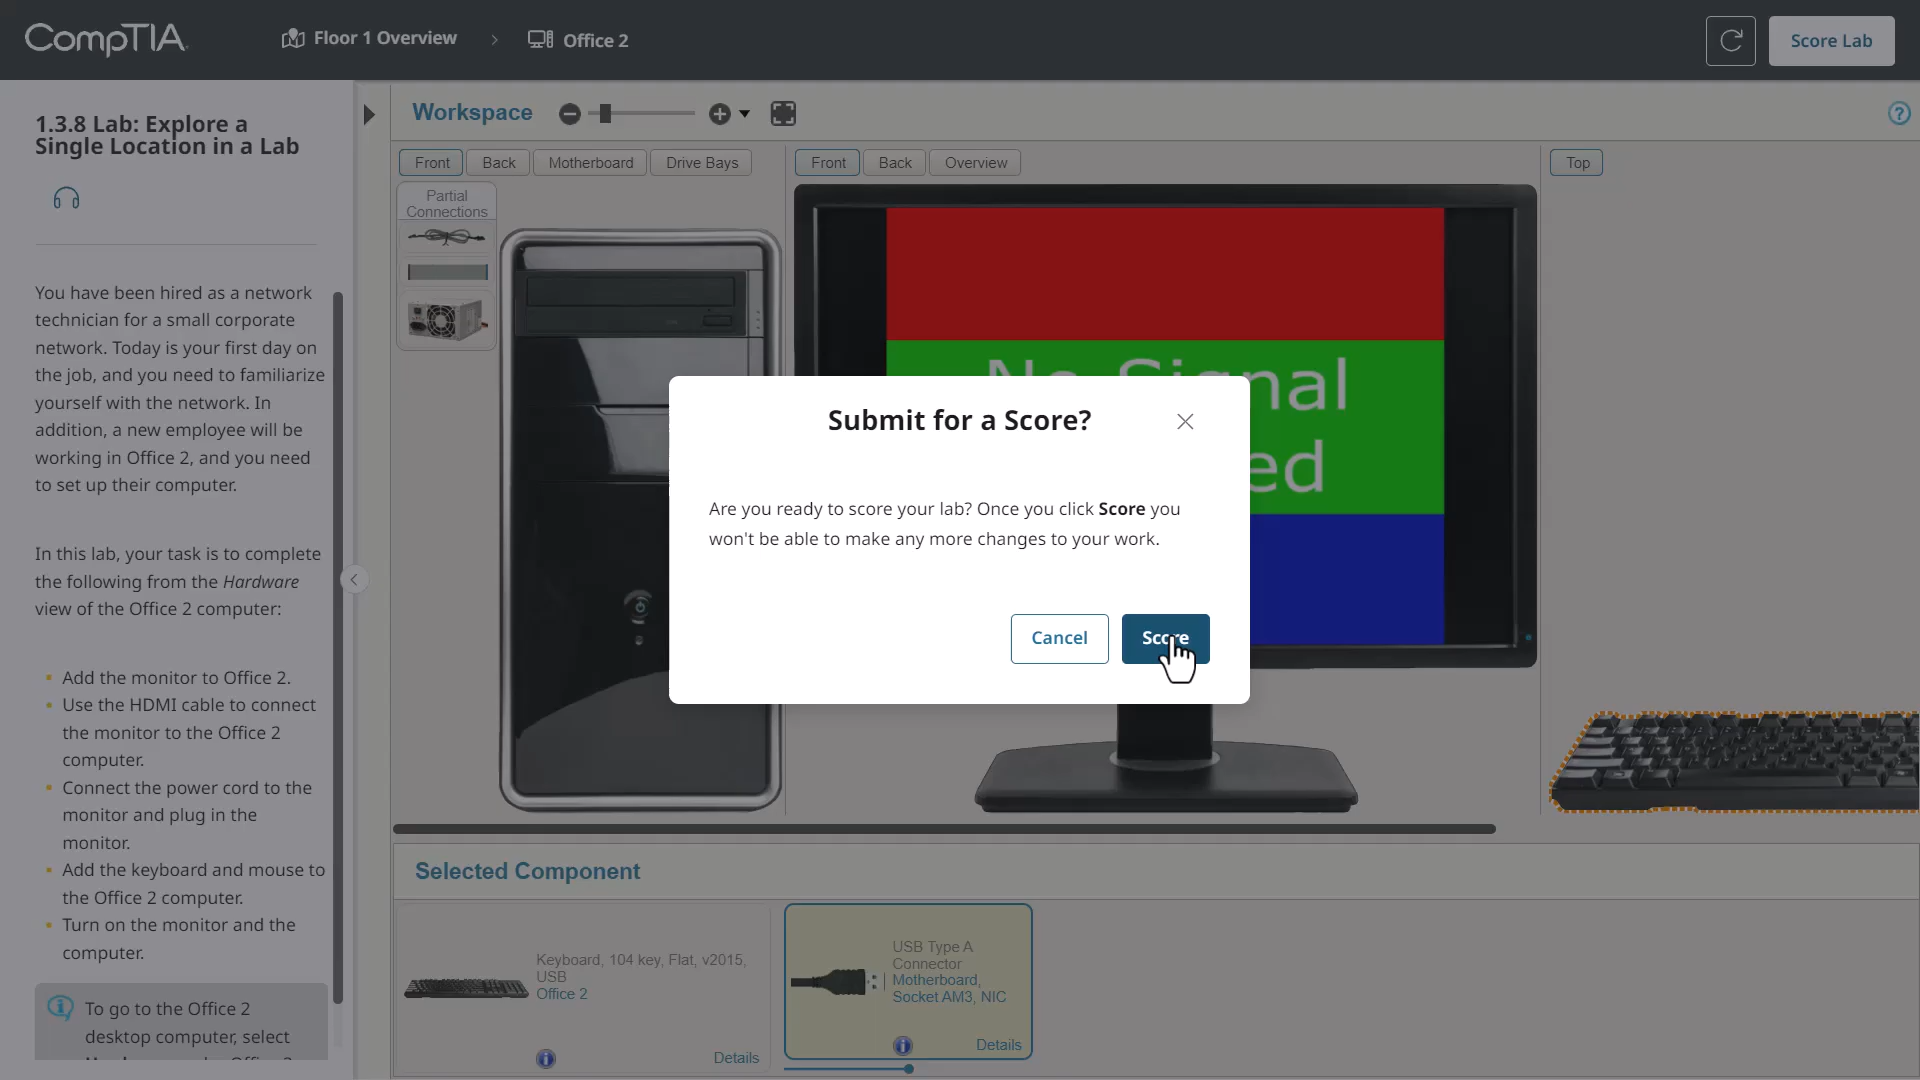 CompTIA
Floor 1 Overview
Office 2
Score Lab
1.3.8 Lab: Explore a
Single Location in a Lab
You have been hired as a network
technician for a small corporate
network. Today is your first day on
the job, and you need to familiarize
yourself with the network. In
addition, a new employee will be
working in Office 2, and you need
to set up their computer.
In this lab, your task is to complete
the following from the Hardware
view of the Office 2 computer:
Add the monitor to Office 2.
Use the HDMI cable to connect
the monitor to the Office 2
computer.
Connect the power cord to the
monitor and plug in the
monitor.
Add the keyboard and mouse to
the Office 2 computer.
Turn on the monitor and the
computer.
To go to the Office 2
desktop computer, select
Workspace
Front Back Motherboard Drive Bays
Front Back Overview
Top
Partial
Connections
No Signal
Submit for a Score?
Are you ready to score your lab? Once you click Score you
won't be able to make any more changes to your work.
Cancel
Score
Selected Component
Keyboard, 104 key, Flat, v2015,
USB
Office 2
Details
USB Type A
Connector
Motherboard,
Socket AM3, NIC
Details